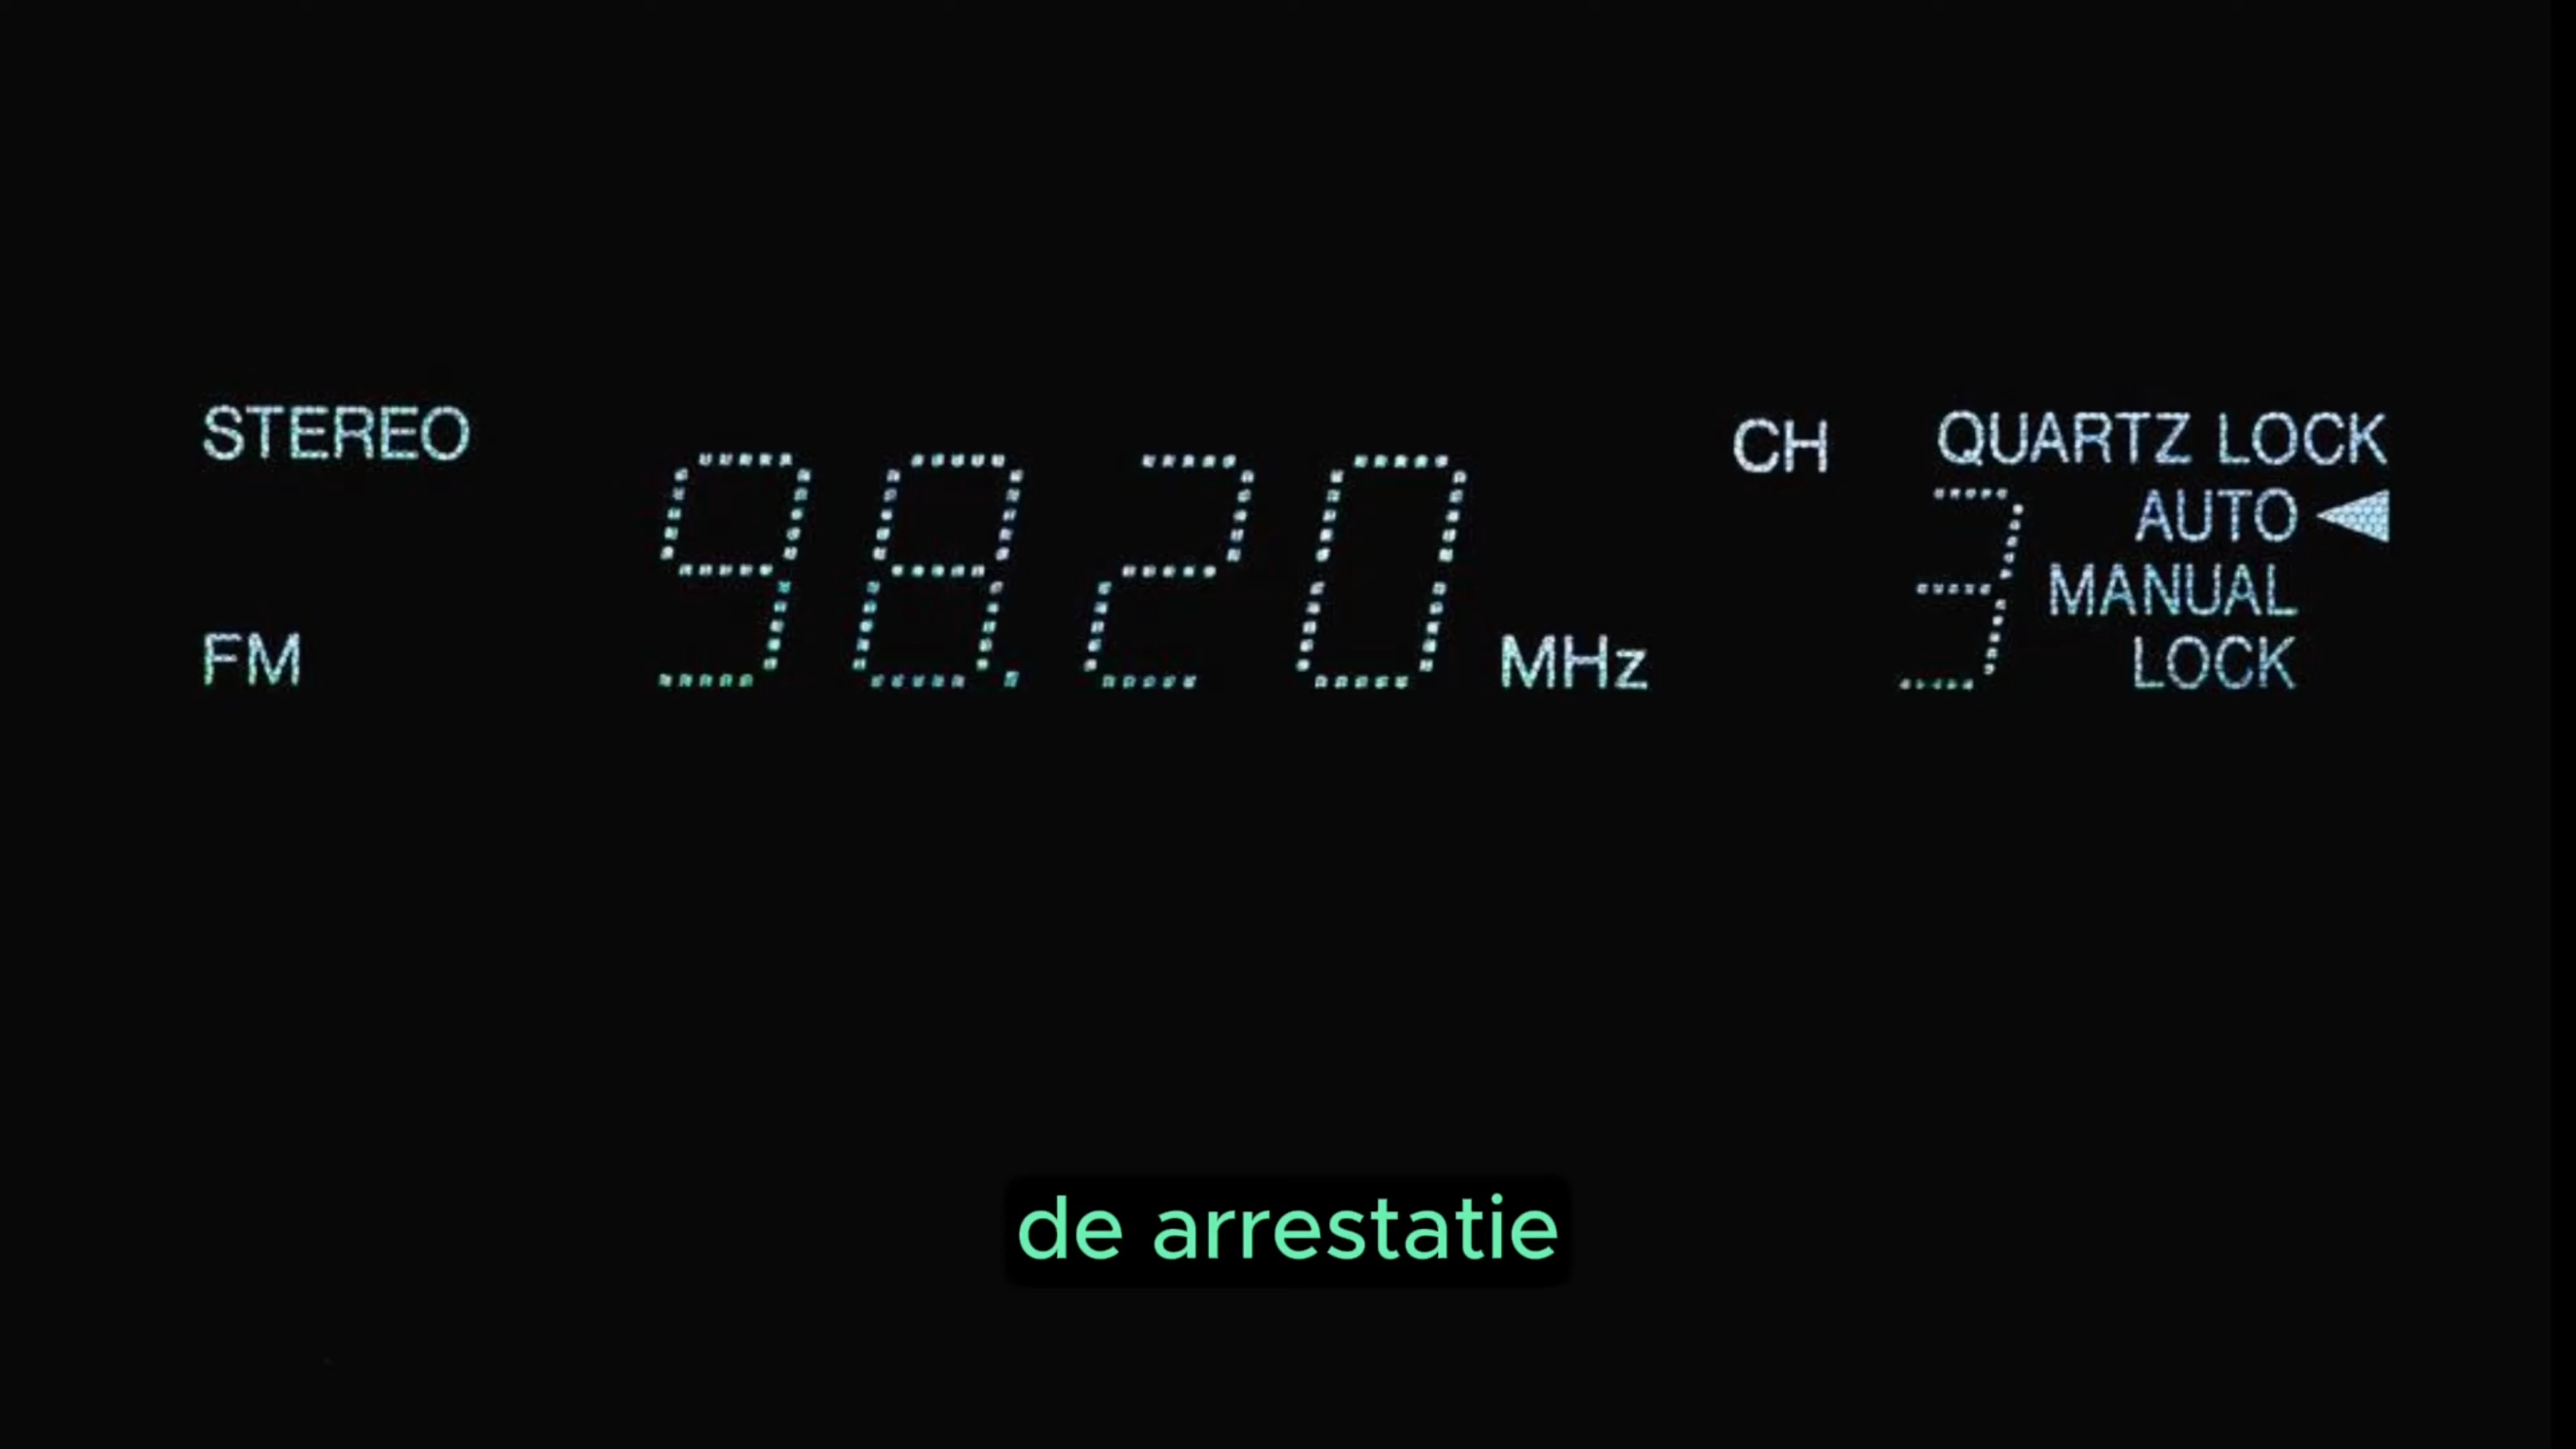 STEREO
FM
98.20 MHz
CH 3
QUARTZ LOCK
AUTO
MANUAL
LOCK
de arrestatie